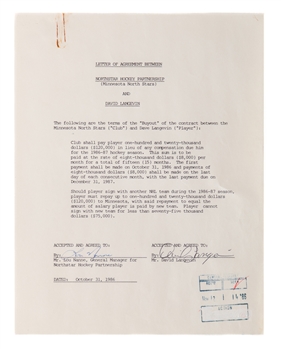 LETTER OF AGREEMENT BETWEEN
NORTHSTAR HOCKEY PARTNERSHIP
(Minnesota North Stars)
AND
DAVID LANGEVIN
The following are the terms of the "Buyout" of the contract between the
Minnesota North Stars ("Club") and Dave Langevin ("Player"):
Club shall pay player one-hundred and twenty-thousand
dollars ($120,000) in lieu of any compensation due him
for the 1986-87 hockey season. This sum is to be
paid at the rate of eight-thousand dollars ($8,000) per
month for a total of fifteen (15) months. The first
payment shall be made on October 31, 1986 and payments of
eight-thousand dollars ($8,000) shall be made on the last
day of each consecutive month, with the last payment due on
December 31, 1987.
Should player sign with another NHL team during the 1986-87 season,
player must repay up to one-hundred and twenty-thousand dollars
($120,000) to Minnesota, with said repayment to equal the
amount of salary player is paid by new team. Player cannot
sign with new team for less than seventy-five thousand dollars
($75,000).
ACCEPTED AND AGREED TO: ACCEPTED AND AGREED TO:
By: By:
Mr. Lou Nanne, General Manager for Mr. David Langevin
Northstar Hockey Partnership
DATED: October 31, 1986